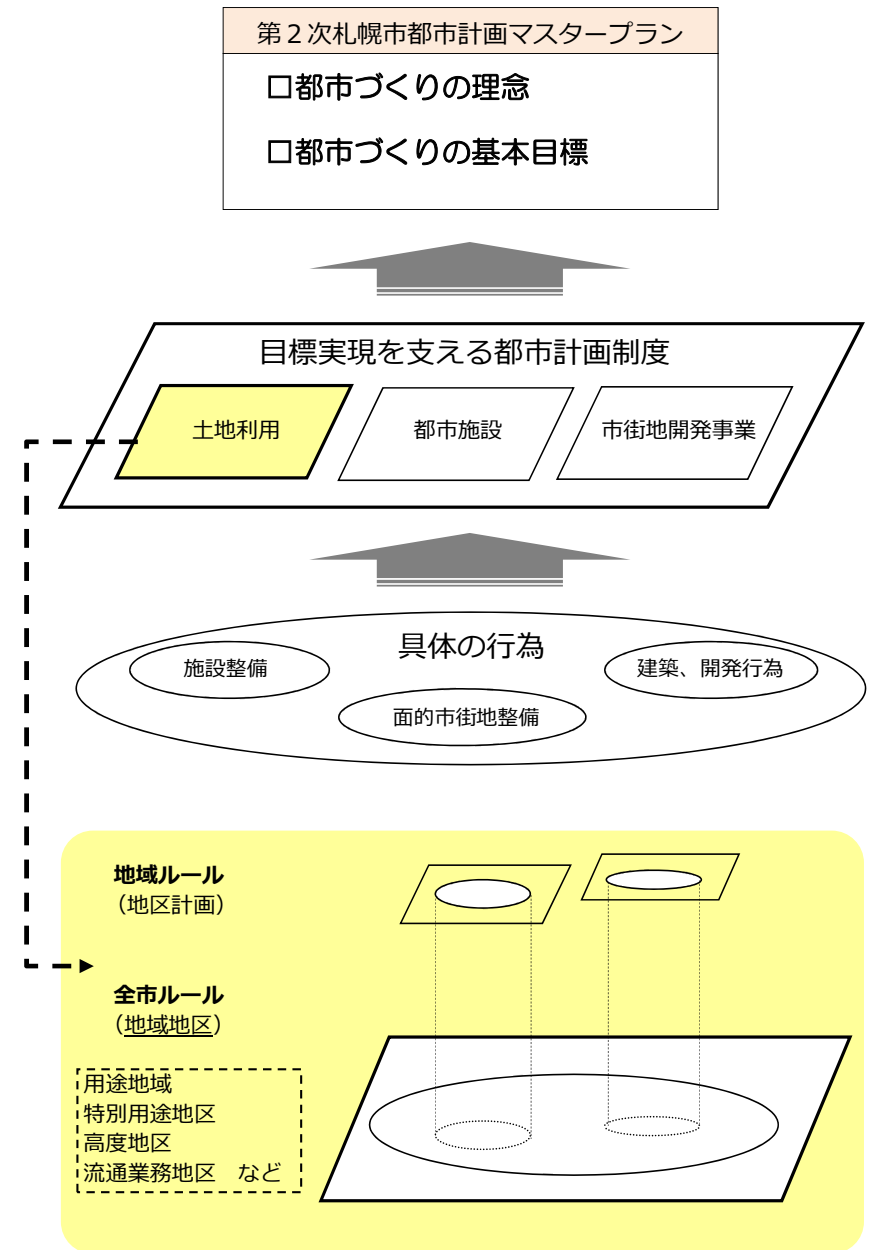 第２次札幌市都市計画マスタープラン
□都市づくりの理念
□都市づくりの基本目標
目標実現を支える都市計画制度
土地利用
都市施設
市街地開発事業
具体の行為
施設整備
建築、開発行為
面的市街地整備
地域ルール
（地区計画）
全市ルール
（地域地区）
用途地域
特別用途地区
高度地区
流通業務地区　など